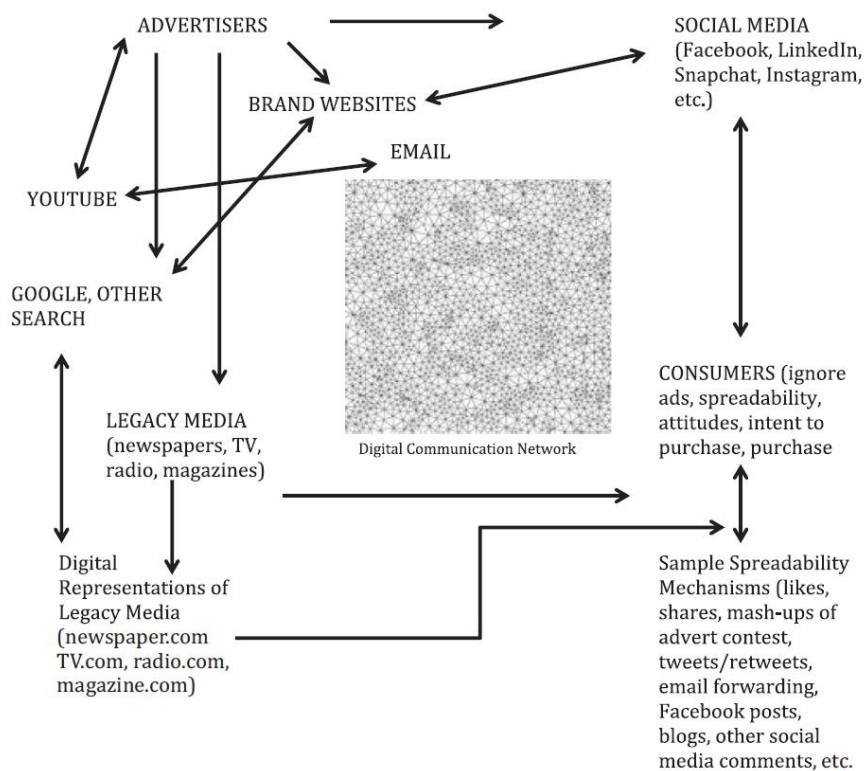 ADVERTISERS
SOCIAL MEDIA
(Facebook, LinkedIn,
Snapchat, Instagram,
etc.)
BRAND WEBSITES
EMAIL
YOUTUBE
GOOGLE, OTHER
SEARCH
LEGACY MEDIA
(newspapers, TV,
radio, magazines)
Digital Communication Network
CONSUMERS (ignore
ads, spreadability,
attitudes, intent to
purchase, purchase
Digital
Representations of
Legacy Media
(newspaper.com
TV.com, radio.com,
magazine.com)
Sample Spreadability
Mechanisms (likes,
shares, mash-ups of
advert contest,
tweets/retweets,
email forwarding,
Facebook posts,
blogs, other social
media comments, etc.